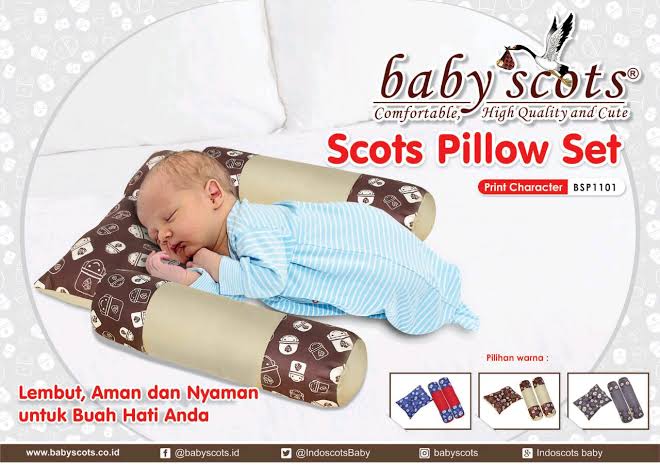 baby scots®
Comfortable, High Quality and Cute
Scots Pillow Set
Print Character BSP1101
Pilihan warna :
Lembut, Aman dan Nyaman
untuk Buah Hati Anda
www.babyscots.co.id @babyscots.id @IndoscotsBaby babyscots Indoscots baby